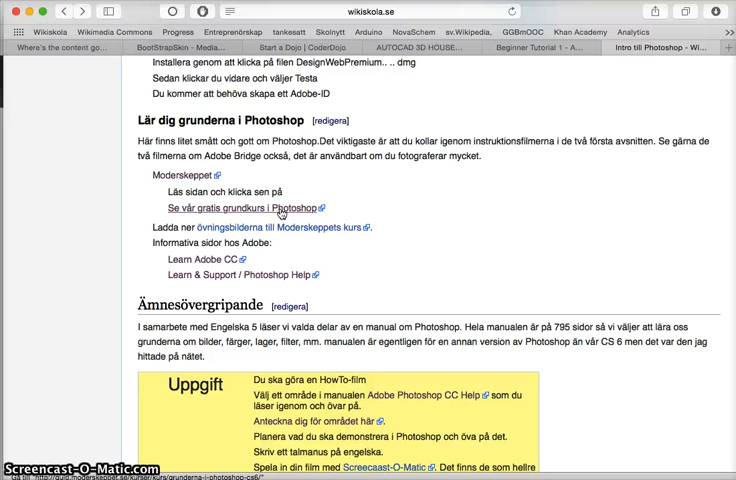 wikiskola.se
Wikiskola Wikimedia Commons Progress Entreprenörskap tankesatt Skolnytt Arduino NovaSchem sv.Wikipedia, GGBmOOC Khan Academy Analytics
Where's the content go... BootStrapSkin - Media... Start a Dojo | CoderDojo AUTOCAD 3D HOUSE... Beginner Tutorial 1 - A... Intro till Photoshop - Wi...
Installera genom att klicka på filen DesignWebPremium.. .. dmg
Sedan klickar du vidare och väljer Testa
Du kommer att behöva skapa ett Adobe-ID
Lär dig grunderna i Photoshop [redigera]
Här finns litet smått och gott om Photoshop.Det viktigaste är att du kollar igenom instruktionsfilmerna i de två första avsnitten. Se gärna de
två filmerna om Adobe Bridge också, det är användbart om du fotograferar mycket.
Moderskeppet
Läs sidan och klicka sen på
Se vår gratis grundkurs i Photoshop
Ladda ner övningsbilderna till Moderskeppets kurs.
Informativa sidor hos Adobe:
Learn Adobe CC
Learn & Support / Photoshop Help
Ämnesövergripande [redigera]
I samarbete med Engelska 5 läser vi valda delar av en manual om Photoshop. Hela manualen är på 795 sidor så vi väljer att lära oss
grunderna om bilder, färger, lager, filter, mm. manualen är egentligen för en annan version av Photoshop än vår CS 6 men det var den jag
hittade på nätet.
Uppgift
Du ska göra en HowTo-film
Välj ett område i manualen Adobe Photoshop CC Help som du
läser igenom och övar på.
Anteckna dig för området här.
Planera vad du ska demonstrera i Photoshop och öva på det.
Skriv ett talmanus på engelska.
Spela in din film med Screecaast-O-Matic. Det finns de som hellre
Screencast-O-Matic.com
Gå till "http://guld.moderskeppet.se/kurser/kurs/grunderna-i-photoshop-cs6/"